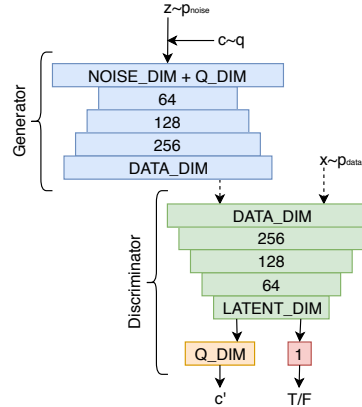 z~pnoise
c~q
Generator
NOISE_DIM + Q_DIM
64
128
256
DATA_DIM
x~pdata
Discriminator
DATA_DIM
256
128
64
LATENT_DIM
Q_DIM
1
c'
T/F